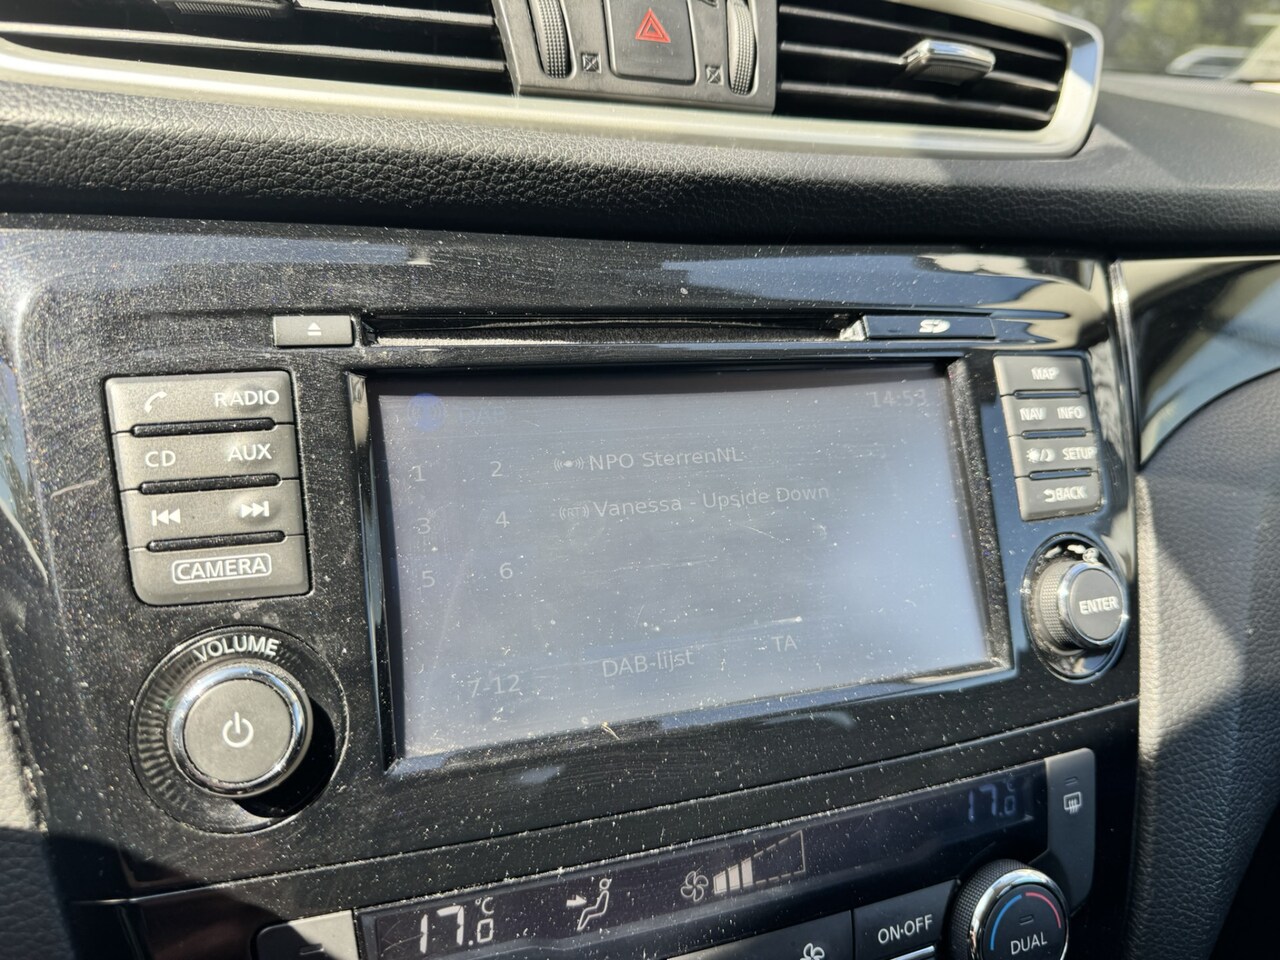 RADIO
CD AUX
CAMERA
VOLUME
DAB 14:53
1 2 NPO SterrenNL
Vanessa - Upside Down
3 4
5 6
7-12 DAB-lijst TA
MAP
NAV INFO
SETUP
BACK
ENTER
17.0
17.0 °C
ON·OFF
DUAL